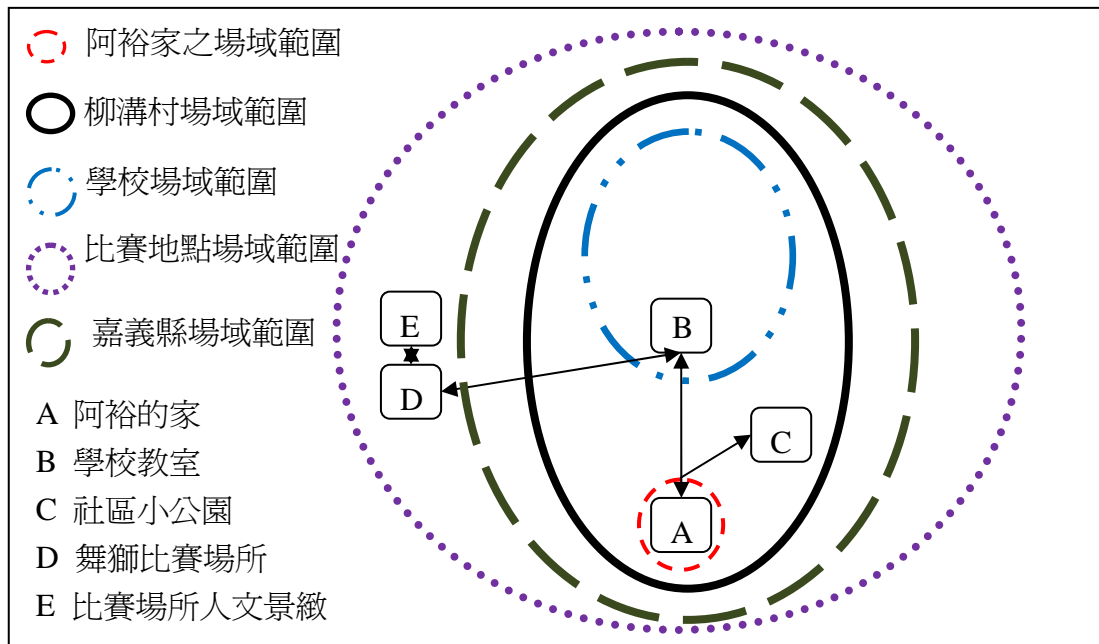 阿裕家之場域範圍
柳溝村場域範圍
學校場域範圍
比賽地點場域範圍
嘉義縣場域範圍
A 阿裕的家
B 學校教室
C 社區小公園
D 舞獅比賽場所
E 比賽場所人文景緻
E
B
D
C
A